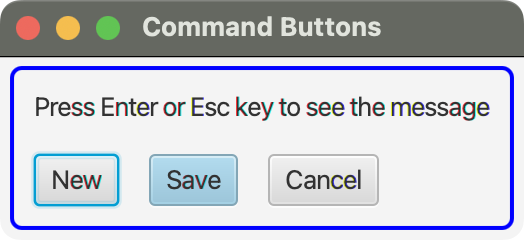 Command Buttons
Press Enter or Esc key to see the message
New Save Cancel